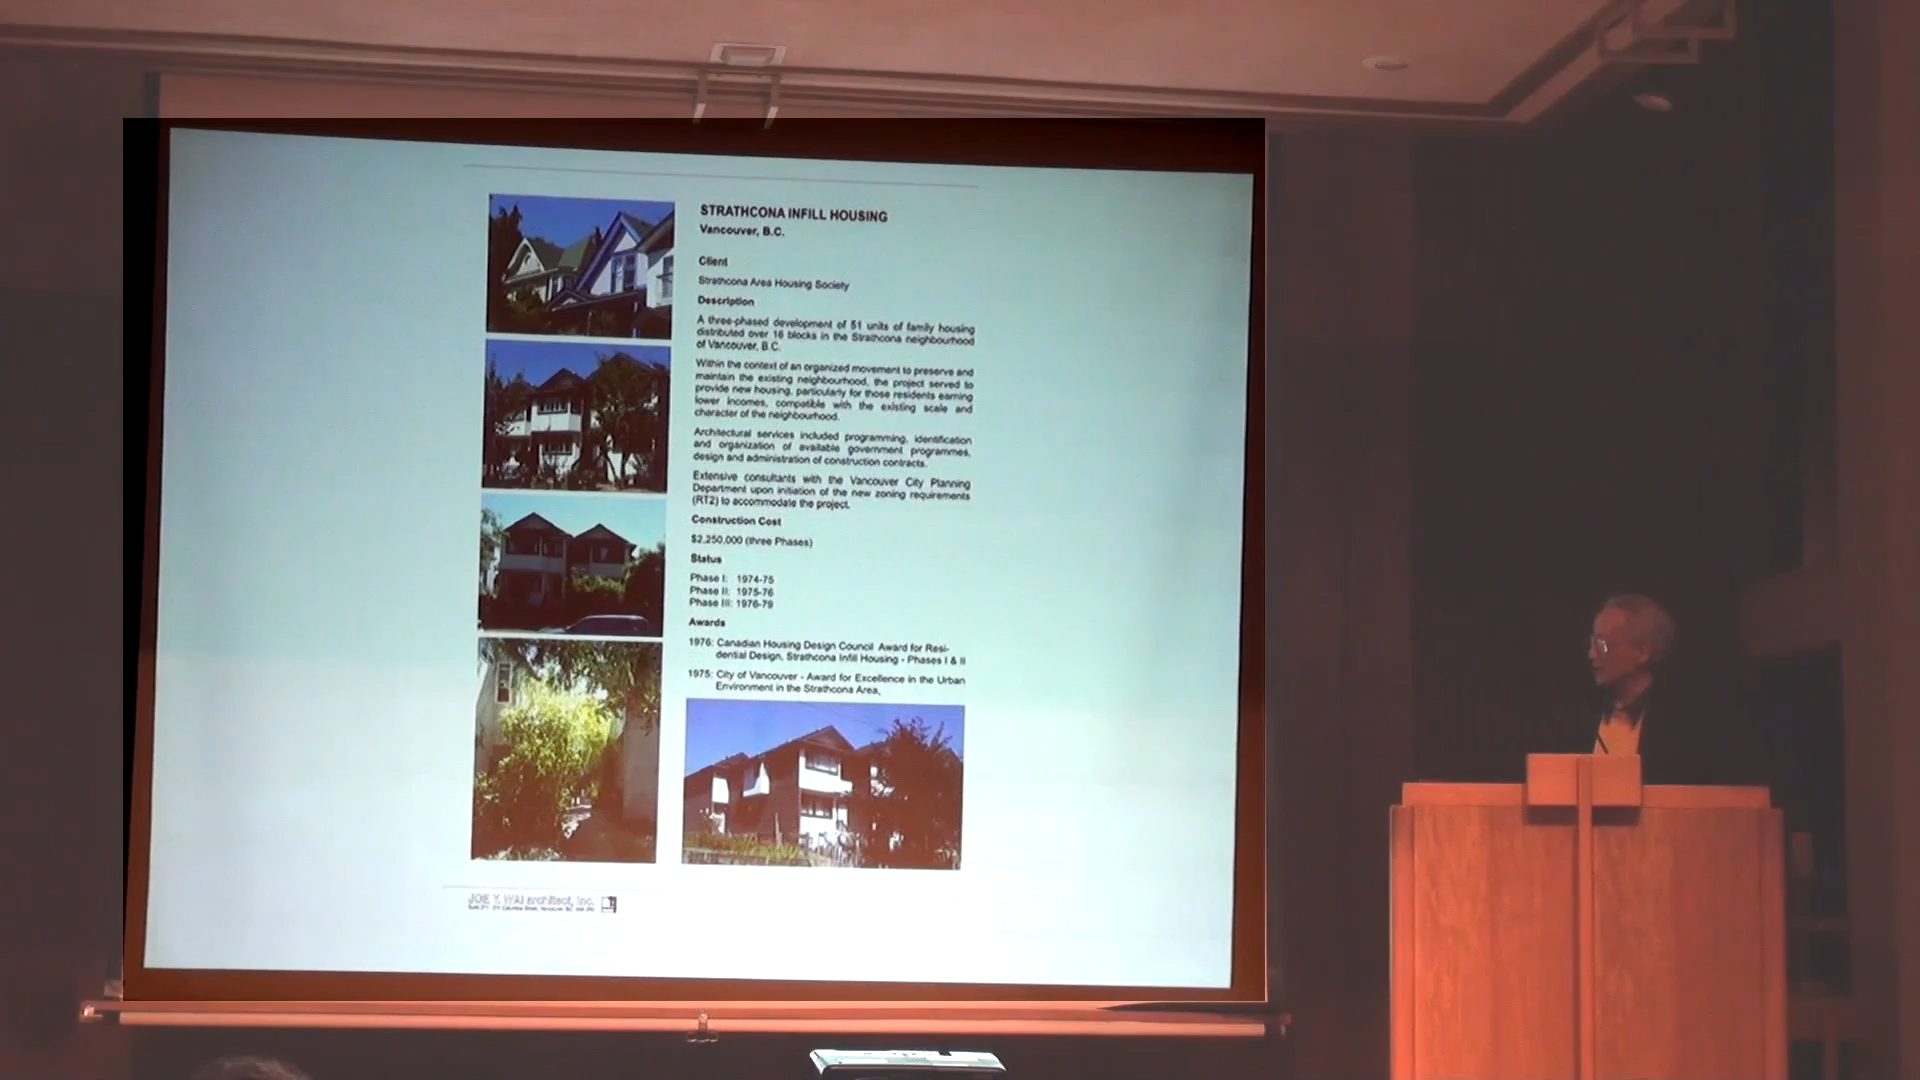 STRATHCONA INFILL HOUSING
Vancouver, B.C.
Client
Strathcona Area Housing Society
Description
A three-phased development of 51 units of family housing
distributed over 16 blocks in the Strathcona neighbourhood
of Vancouver, B.C.
Within the context of an organized movement to preserve and
maintain the existing neighbourhood, the project served to
provide new housing, particularly for those residents earning
lower incomes, compatible with the existing scale and
character of the neighbourhood.
Architectural services included programming, identification
and organization of available government programmes,
design and administration of construction contracts.
Extensive consultants with the Vancouver City Planning
Department upon initiation of the new zoning requirements
(RT2) to accommodate the project.
Construction Cost
$2,250,000 (three Phases)
Status
Phase I: 1974-75
Phase II: 1975-76
Phase III: 1976-79
Awards
1976: Canadian Housing Design Council Award for Resi-
dential Design, Strathcona Infill Housing - Phases I & II
1975: City of Vancouver - Award for Excellence in the Urban
Environment in the Strathcona Area,
JOE Y. WAI architect, inc.